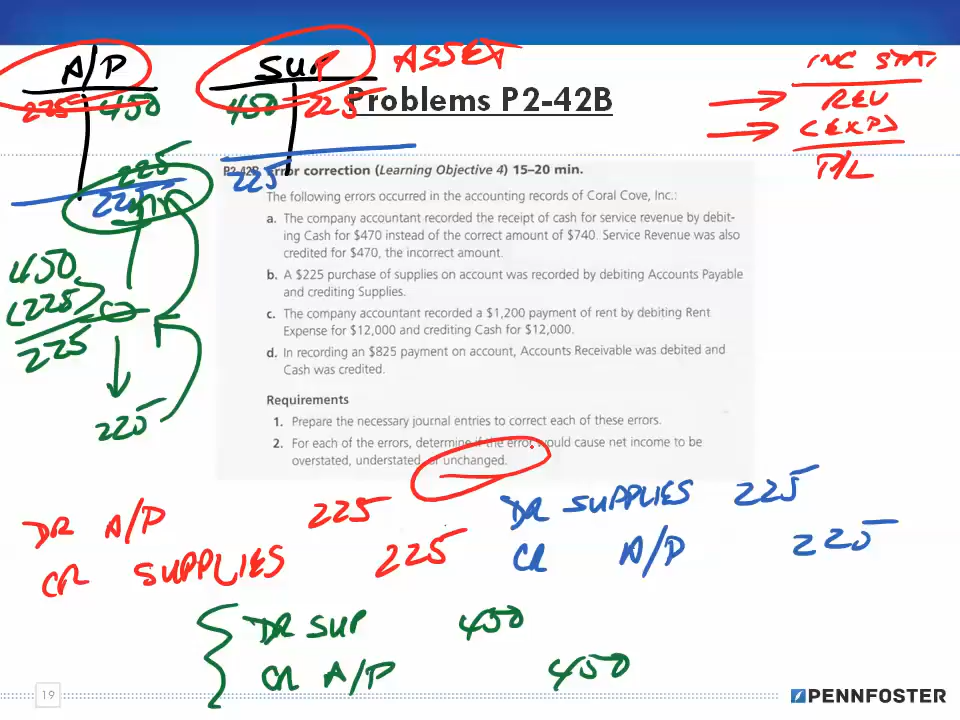 A/P
SUP
ASSET
INC STMT
225 450
450 225
Problems P2-42B
REV
(EXP)
P/L
225
225
225
P2-42B Error correction (Learning Objective 4) 15–20 min.
The following errors occurred in the accounting records of Coral Cove, Inc.:
a. The company accountant recorded the receipt of cash for service revenue by debit-
ing Cash for $470 instead of the correct amount of $740. Service Revenue was also
credited for $470, the incorrect amount.
b. A $225 purchase of supplies on account was recorded by debiting Accounts Payable
and crediting Supplies.
c. The company accountant recorded a $1,200 payment of rent by debiting Rent
Expense for $12,000 and crediting Cash for $12,000.
d. In recording an $825 payment on account, Accounts Receivable was debited and
Cash was credited.
450
(225)
225
225
Requirements
1. Prepare the necessary journal entries to correct each of these errors.
2. For each of the errors, determine if the error would cause net income to be
overstated, understated, or unchanged.
DR A/P 225
CR SUPPLIES 225
DR SUPPLIES 225
CR A/P 225
DR SUP 450
CR A/P 450
19
PENNFOSTER